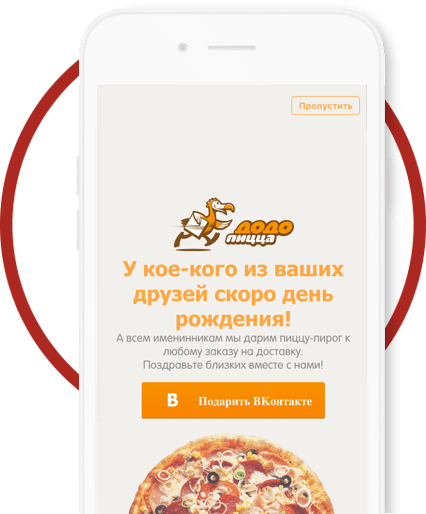 Пропустить
ДОДО
ПИЦЦА
У кое-кого из ваших
друзей скоро день
рождения!
А всем именинникам мы дарим пиццу-пирог к
любому заказу на доставку.
Поздравьте близких вместе с нами!
В Подарить ВКонтакте